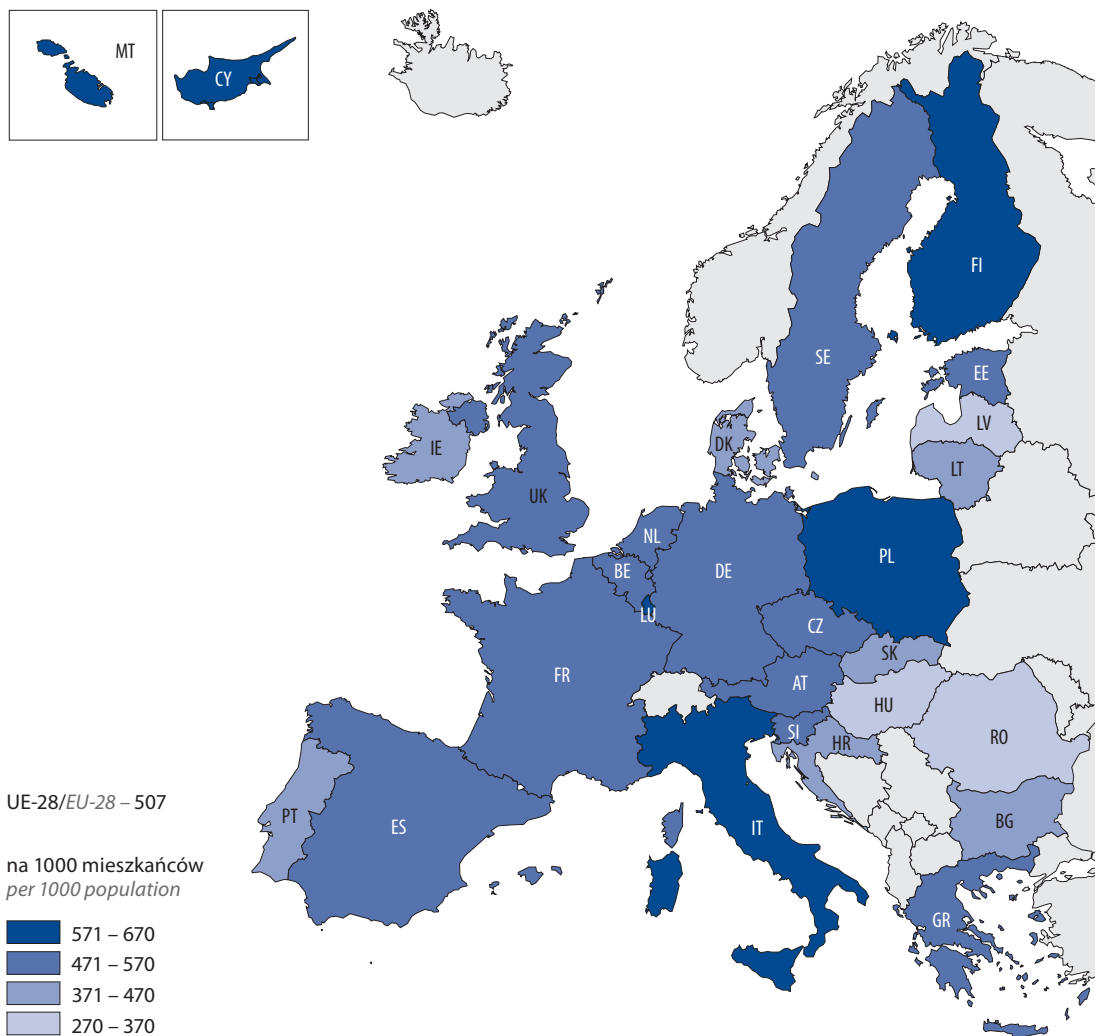 MT
CY
FI
SE
EE
LV
LT
DK
IE
UK
NL
BE
DE
PL
LU
CZ
SK
FR
AT
HU
SI
HR
RO
PT
ES
IT
BG
GR
UE-28/EU-28 – 507
na 1000 mieszkańców
per 1000 population
571 – 670
471 – 570
371 – 470
270 – 370